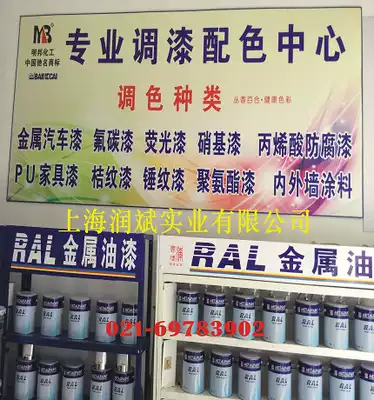 明邦化工
中国驰名商标
BARDECAI
专业调漆配色中心
调色种类
品客百合·健康色彩
金属汽车漆 氟碳漆 荧光漆 硝基漆 丙烯酸防腐漆
PU家具漆 桔纹漆 锤纹漆 聚氨酯漆 内外墙涂料
上海润斌实业有限公司
RAL金属油漆
RAL金属油
021-69783902